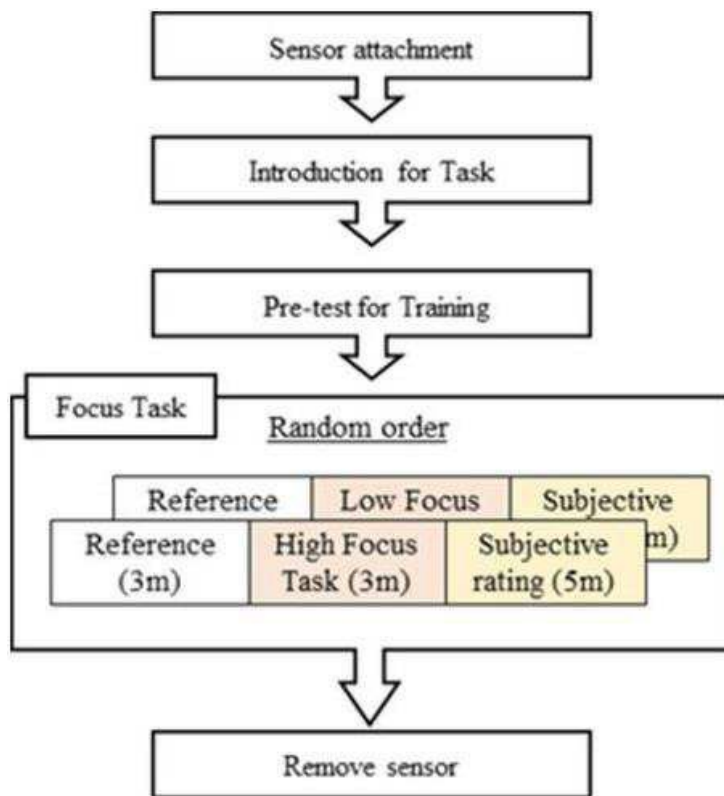 Sensor attachment
Introduction for Task
Pre-test for Training
Focus Task
Random order
Reference
Low Focus
Subjective
m)
Reference
(3m)
High Focus
Task (3m)
Subjective
rating (5m)
Remove sensor